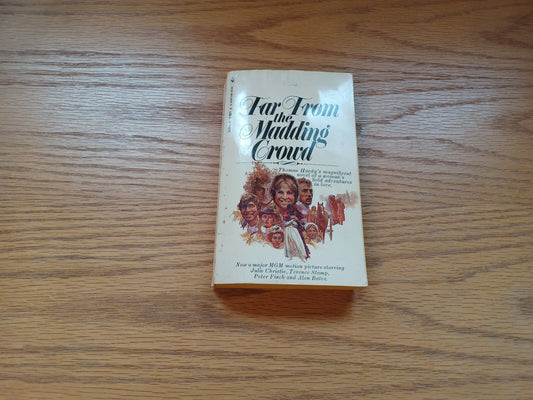 Far From
the
Madding
Crowd
Thomas Hardy's magnificent
novel of a woman's
bold adventures
in love.
Now a major MGM motion picture starring
Julie Christie, Terence Stamp,
Peter Finch and Alan Bates.